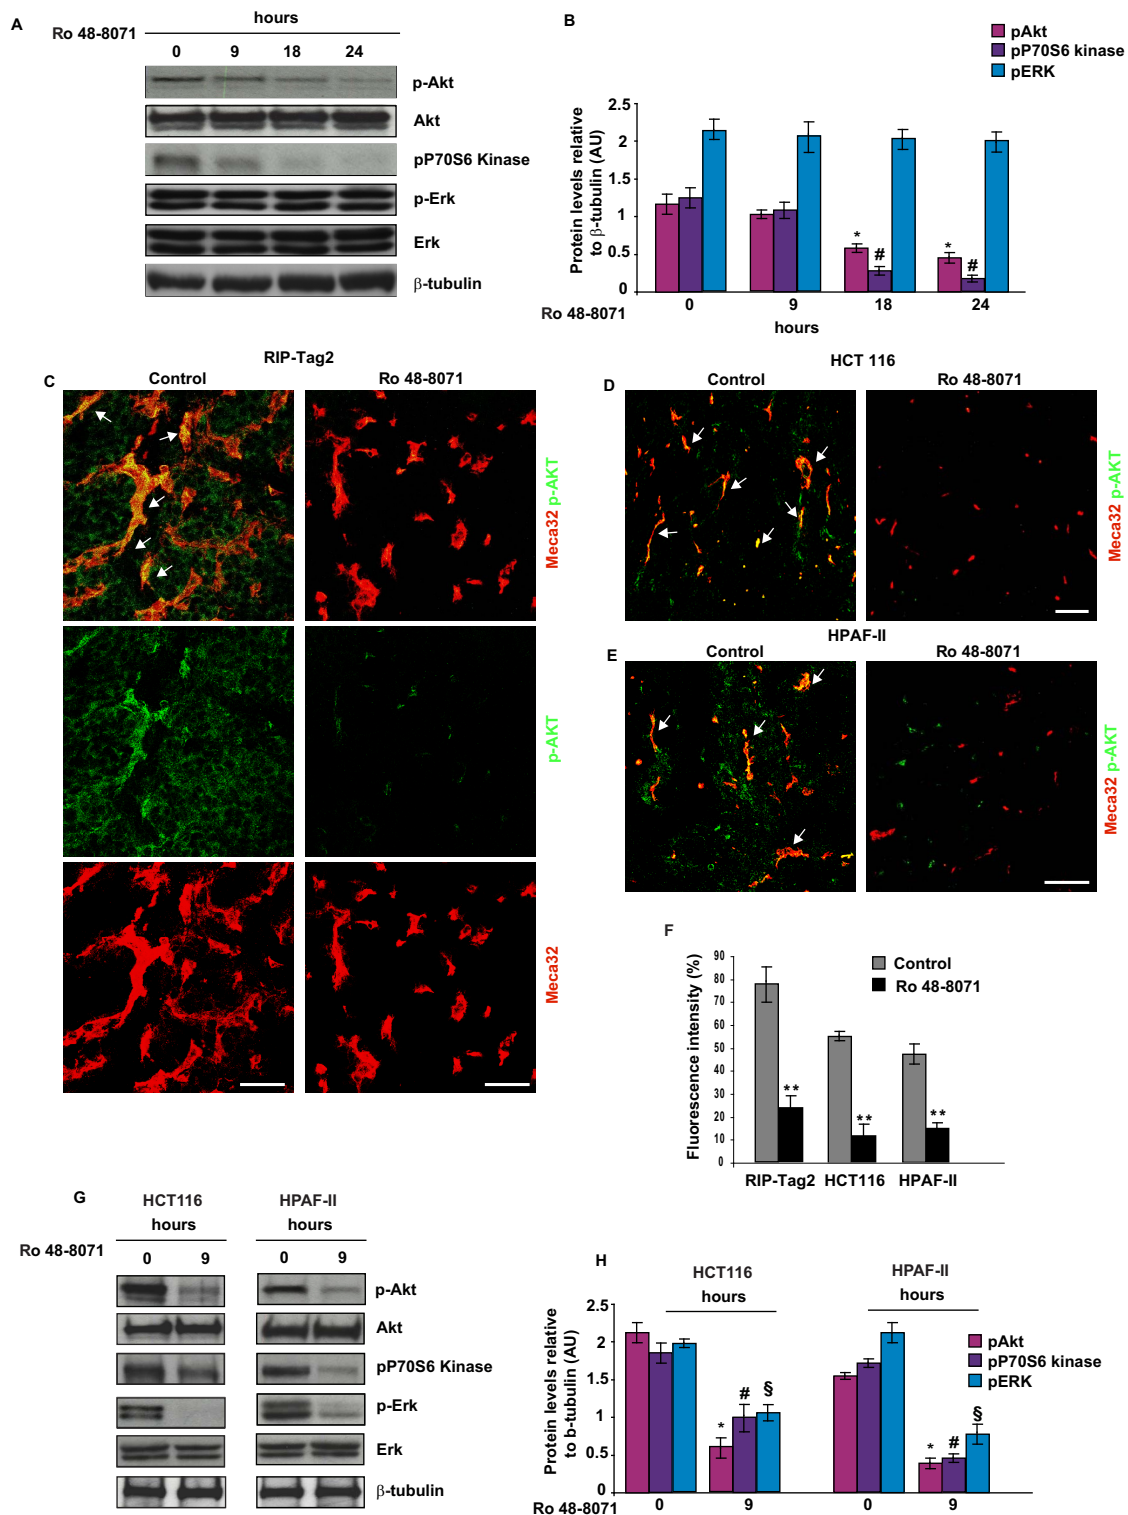 A
hours
Ro 48-8071
0 9 18 24
p-Akt
Akt
pP70S6 Kinase
p-Erk
Erk
β-tubulin
B
pAkt
pP70S6 kinase
pERK
Protein levels relative
to β-tubulin (AU)
2.5
2
1.5
1
0.5
0
* # * #
0 9 18 24
Ro 48-8071
hours
RIP-Tag2
C
Control Ro 48-8071
Meca32 p-AKT
p-AKT
Meca32
HCT 116
D
Control Ro 48-8071
Meca32 p-AKT
HPAF-II
E
Control Ro 48-8071
Meca32 p-AKT
F
Control
Ro 48-8071
Fluorescence intensity (%)
90
80
70
60
50
40
30
20
10
0
** ** **
RIP-Tag2 HCT116 HPAF-II
G
HCT116 HPAF-II
hours hours
Ro 48-8071
0 9 0 9
p-Akt
Akt
pP70S6 Kinase
p-Erk
Erk
β-tubulin
H
HCT116 HPAF-II
hours hours
pAkt
pP70S6 kinase
pERK
Protein levels relative
to b-tubulin (AU)
2.5
2
1.5
1
0.5
0
* # § * # §
Ro 48-8071
0 9 0 9